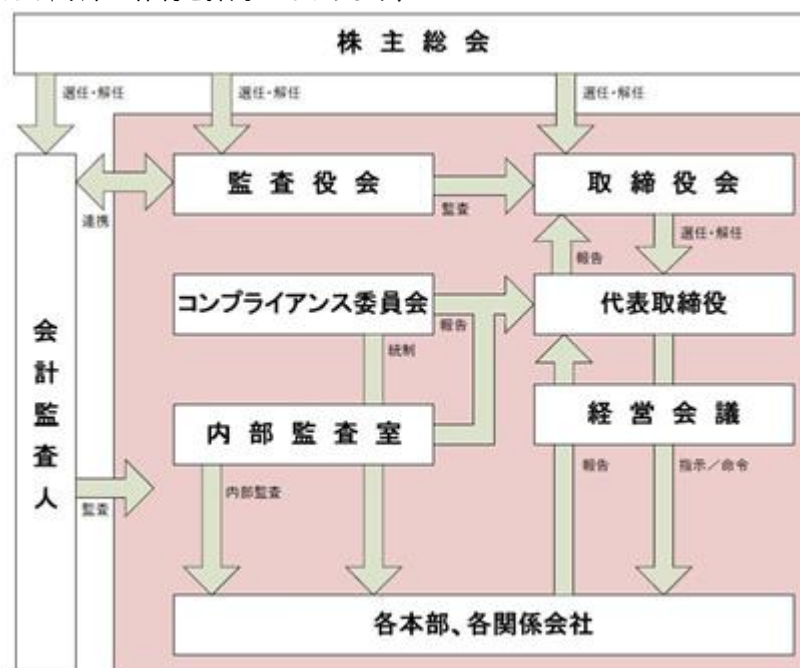 株主総会
選任・解任
選任・解任
選任・解任
監査役会
取締役会
連携
監査
選任・解任
報告
コンプライアンス委員会
代表取締役
報告
統制
会計監査人
経営会議
内部監査室
報告
指示／命令
内部監査
監査
各本部、各関係会社